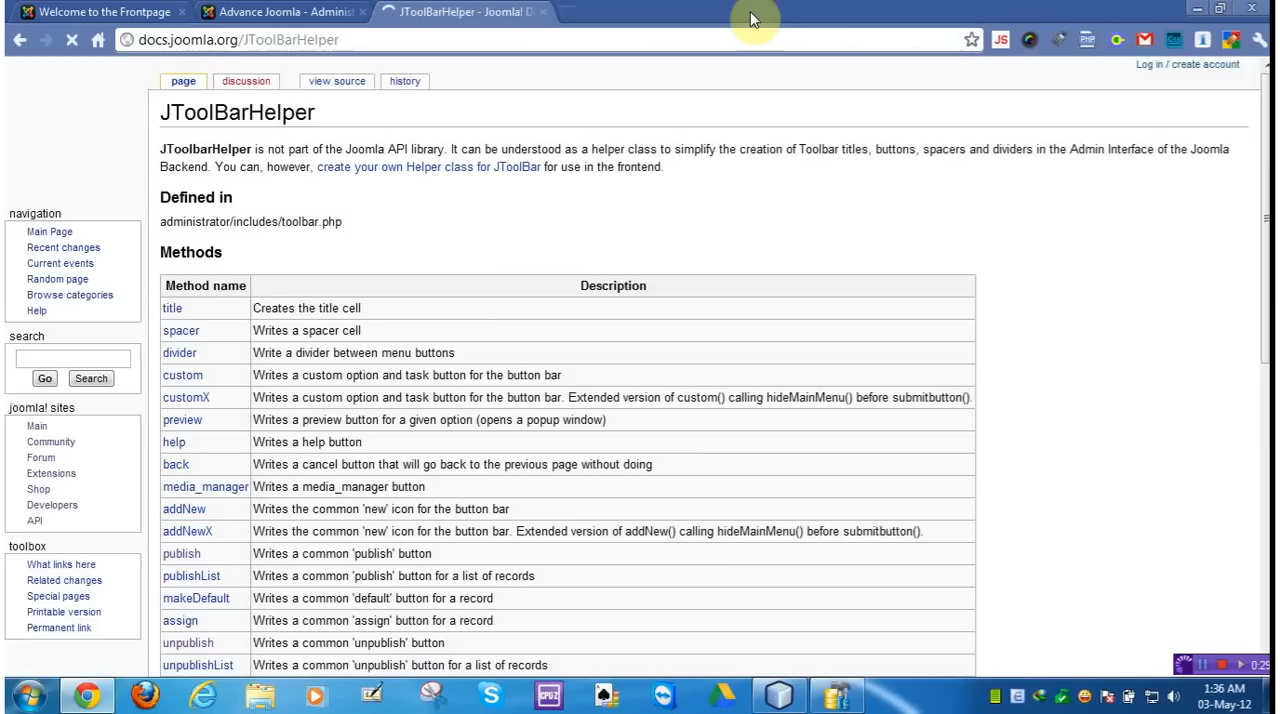 Welcome to the Frontpage
Advance Joomla - Administ
JToolBarHelper - Joomla! D
docs.joomla.org/JToolBarHelper
Log in / create account
page
discussion
view source
history
JToolBarHelper
JToolbarHelper is not part of the Joomla API library. It can be understood as a helper class to simplify the creation of Toolbar titles, buttons, spacers and dividers in the Admin Interface of the Joomla
Backend. You can, however, create your own Helper class for JToolBar for use in the frontend.
Defined in
administrator/includes/toolbar.php
Methods
Method name Description
title Creates the title cell
spacer Writes a spacer cell
divider Write a divider between menu buttons
custom Writes a custom option and task button for the button bar
customX Writes a custom option and task button for the button bar. Extended version of custom() calling hideMainMenu() before submitbutton().
preview Writes a preview button for a given option (opens a popup window)
help Writes a help button
back Writes a cancel button that will go back to the previous page without doing
media_manager Writes a media_manager button
addNew Writes the common 'new' icon for the button bar
addNewX Writes the common 'new' icon for the button bar. Extended version of addNew() calling hideMainMenu() before submitbutton().
publish Writes a common 'publish' button
publishList Writes a common 'publish' button for a list of records
makeDefault Writes a common 'default' button for a record
assign Writes a common 'assign' button for a record
unpublish Writes a common 'unpublish' button
unpublishList Writes a common 'unpublish' button for a list of records
navigation
Main Page
Recent changes
Current events
Random page
Browse categories
Help
search
Go
Search
joomla! sites
Main
Community
Forum
Extensions
Shop
Developers
API
toolbox
What links here
Related changes
Special pages
Printable version
Permanent link
JS
PHP
0:29
CPUZ
1:36 AM
03-May-12